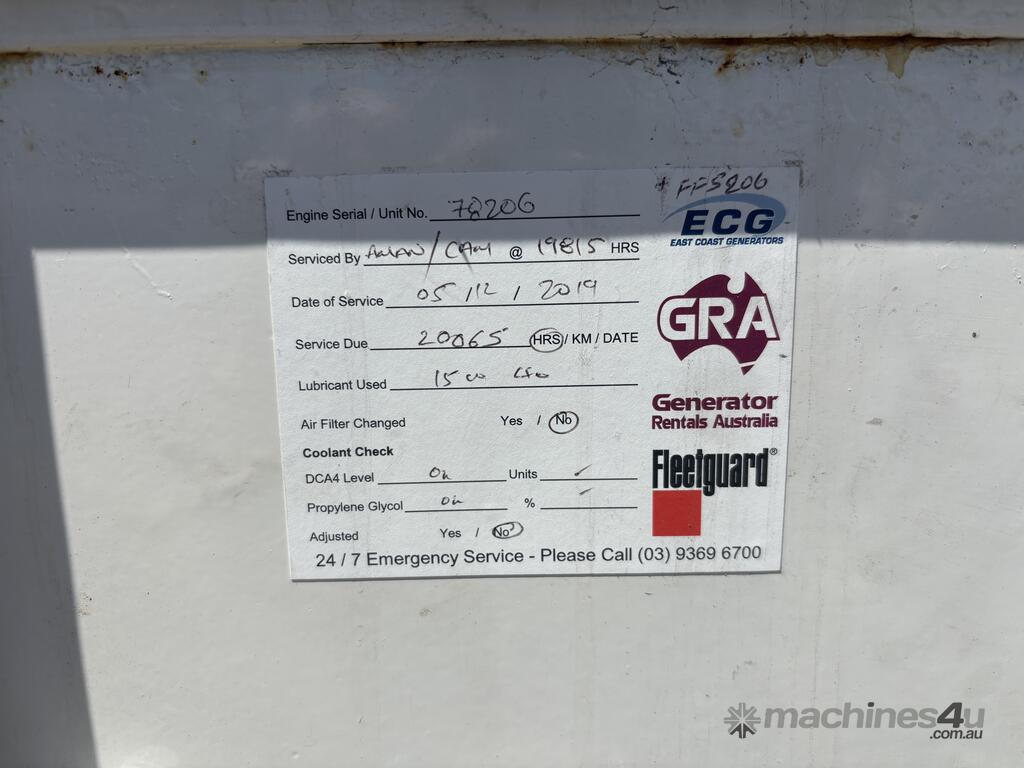 Engine Serial / Unit No. 78206
Serviced By / CAM @ 19815 HRS
Date of Service 05/12/2019
Service Due 20065 HRS / KM / DATE
Lubricant Used 1500
Air Filter Changed Yes / No
Coolant Check
DCA4 Level Ok Units ✓
Propylene Glycol Ok % ✓
Adjusted Yes / No
24 / 7 Emergency Service - Please Call (03) 9369 6700
FF5206
ECG
EAST COAST GENERATORS
GRA
Generator
Rentals Australia
Fleetguard®
machines4u
.com.au